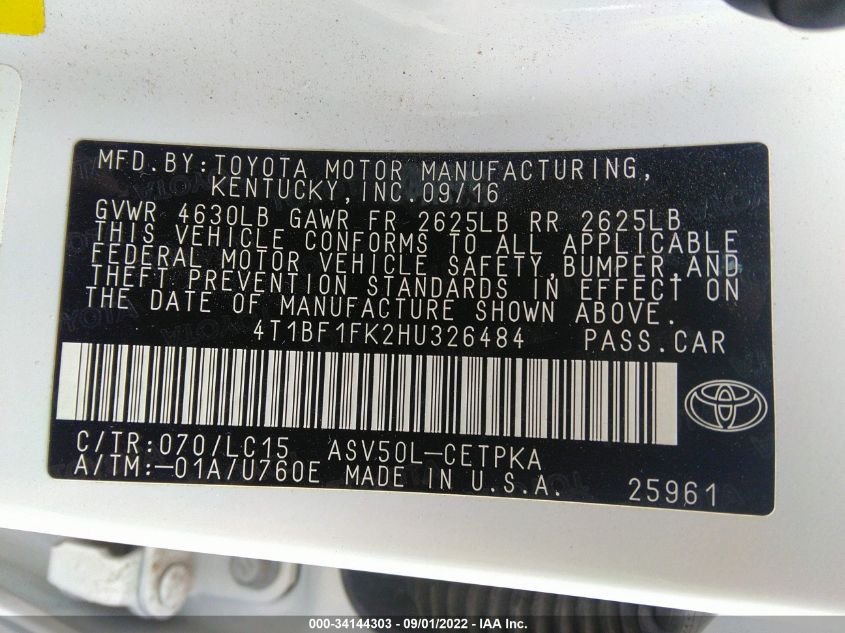 MFD.BY:TOYOTA MOTOR MANUFACTURING,
KENTUCKY,INC.09/16
GVWR 4630LB GAWR FR 2625LB RR 2625LB
THIS VEHICLE CONFORMS TO ALL APPLICABLE
FEDERAL MOTOR VEHICLE SAFETY,BUMPER,AND
THEFT PREVENTION STANDARDS IN EFFECT ON
THE DATE OF MANUFACTURE SHOWN ABOVE.
4T1BF1FK2HU326484 PASS.CAR
C/TR:070/LC15 ASV50L-CETPKA
A/TM:-01A/U760E MADE IN U.S.A. 25961
000-34144303 - 09/01/2022 - IAA Inc.